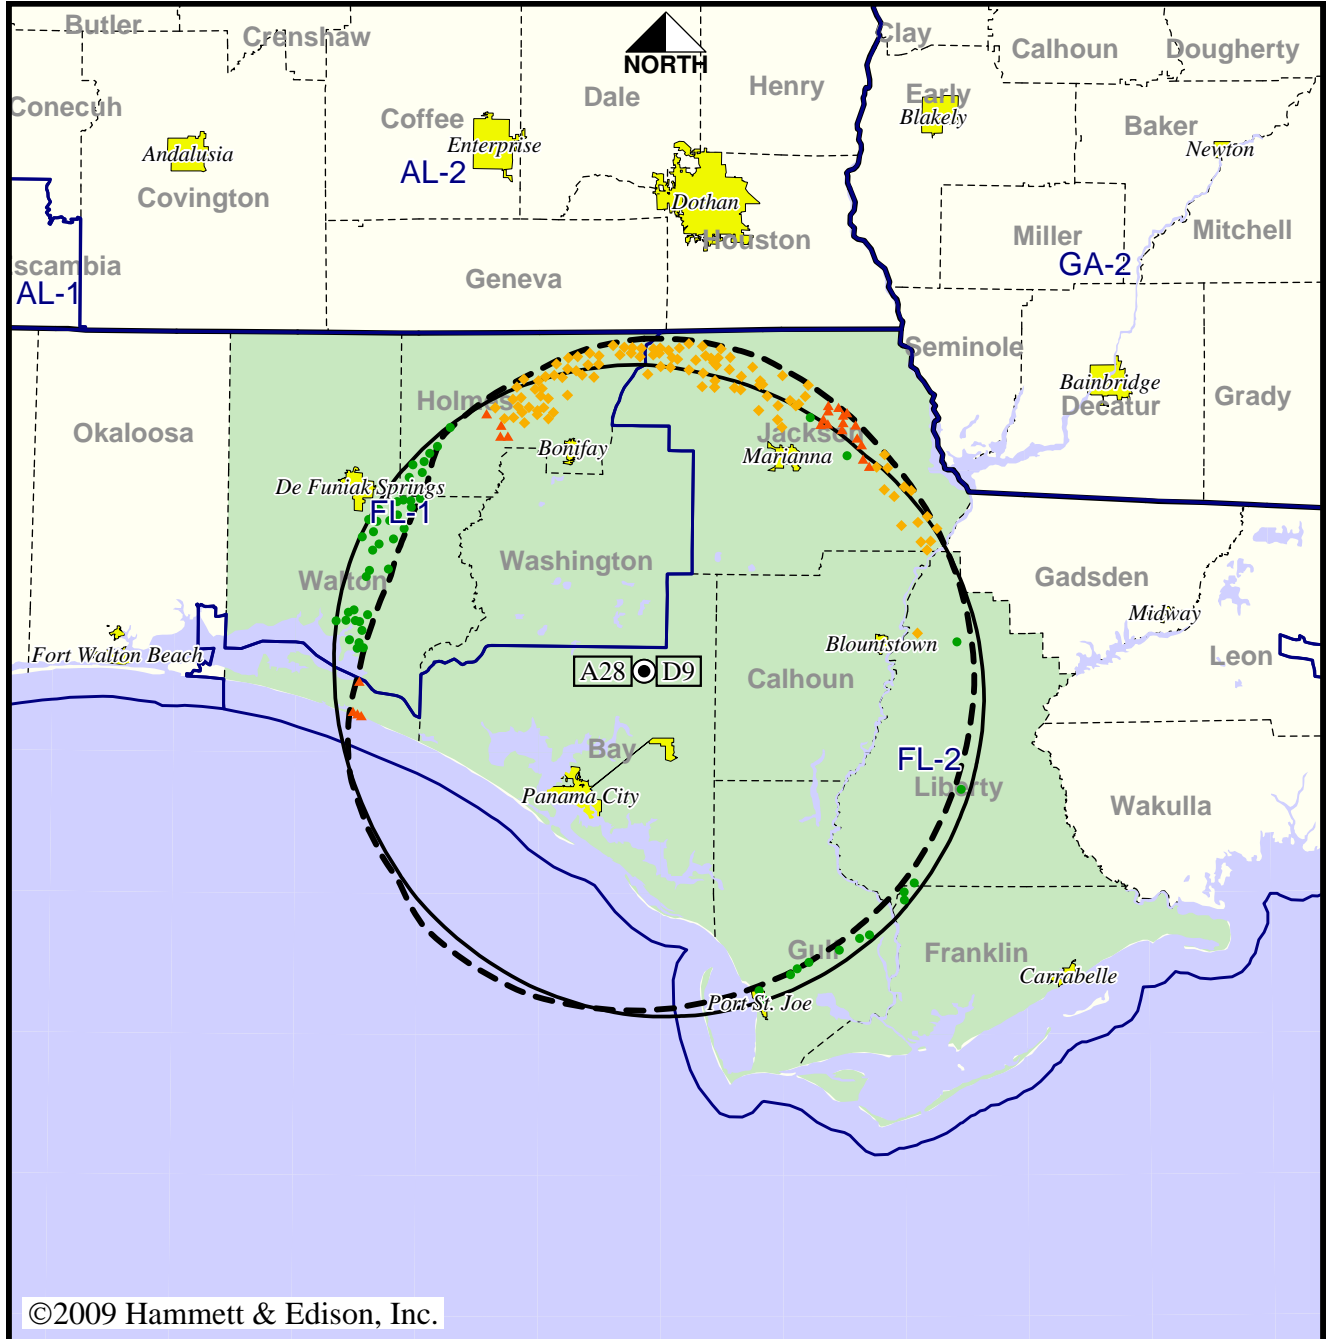 Butler
Crenshaw
Clay
Calhoun
Dougherty
NORTH
Henry
Dale
Conecuh
Coffee
Early
Blakely
Baker
Enterprise
Andalusia
Newton
AL-2
Covington
Dothan
Houston
Miller
Mitchell
GA-2
scambia
AL-1
Geneva
Seminole
Bainbridge
Decatur
Grady
Holmes
Okaloosa
Jackson
Bonifay
Marianna
De Funiak Springs
FL-1
Washington
Walton
Gadsden
Midway
Fort Walton Beach
Blountstown
Leon
A28 D9
Calhoun
Bay
FL-2
Liberty
Panama City
Wakulla
Gulf
Franklin
Carrabelle
Port St. Joe
©2009 Hammett & Edison, Inc.